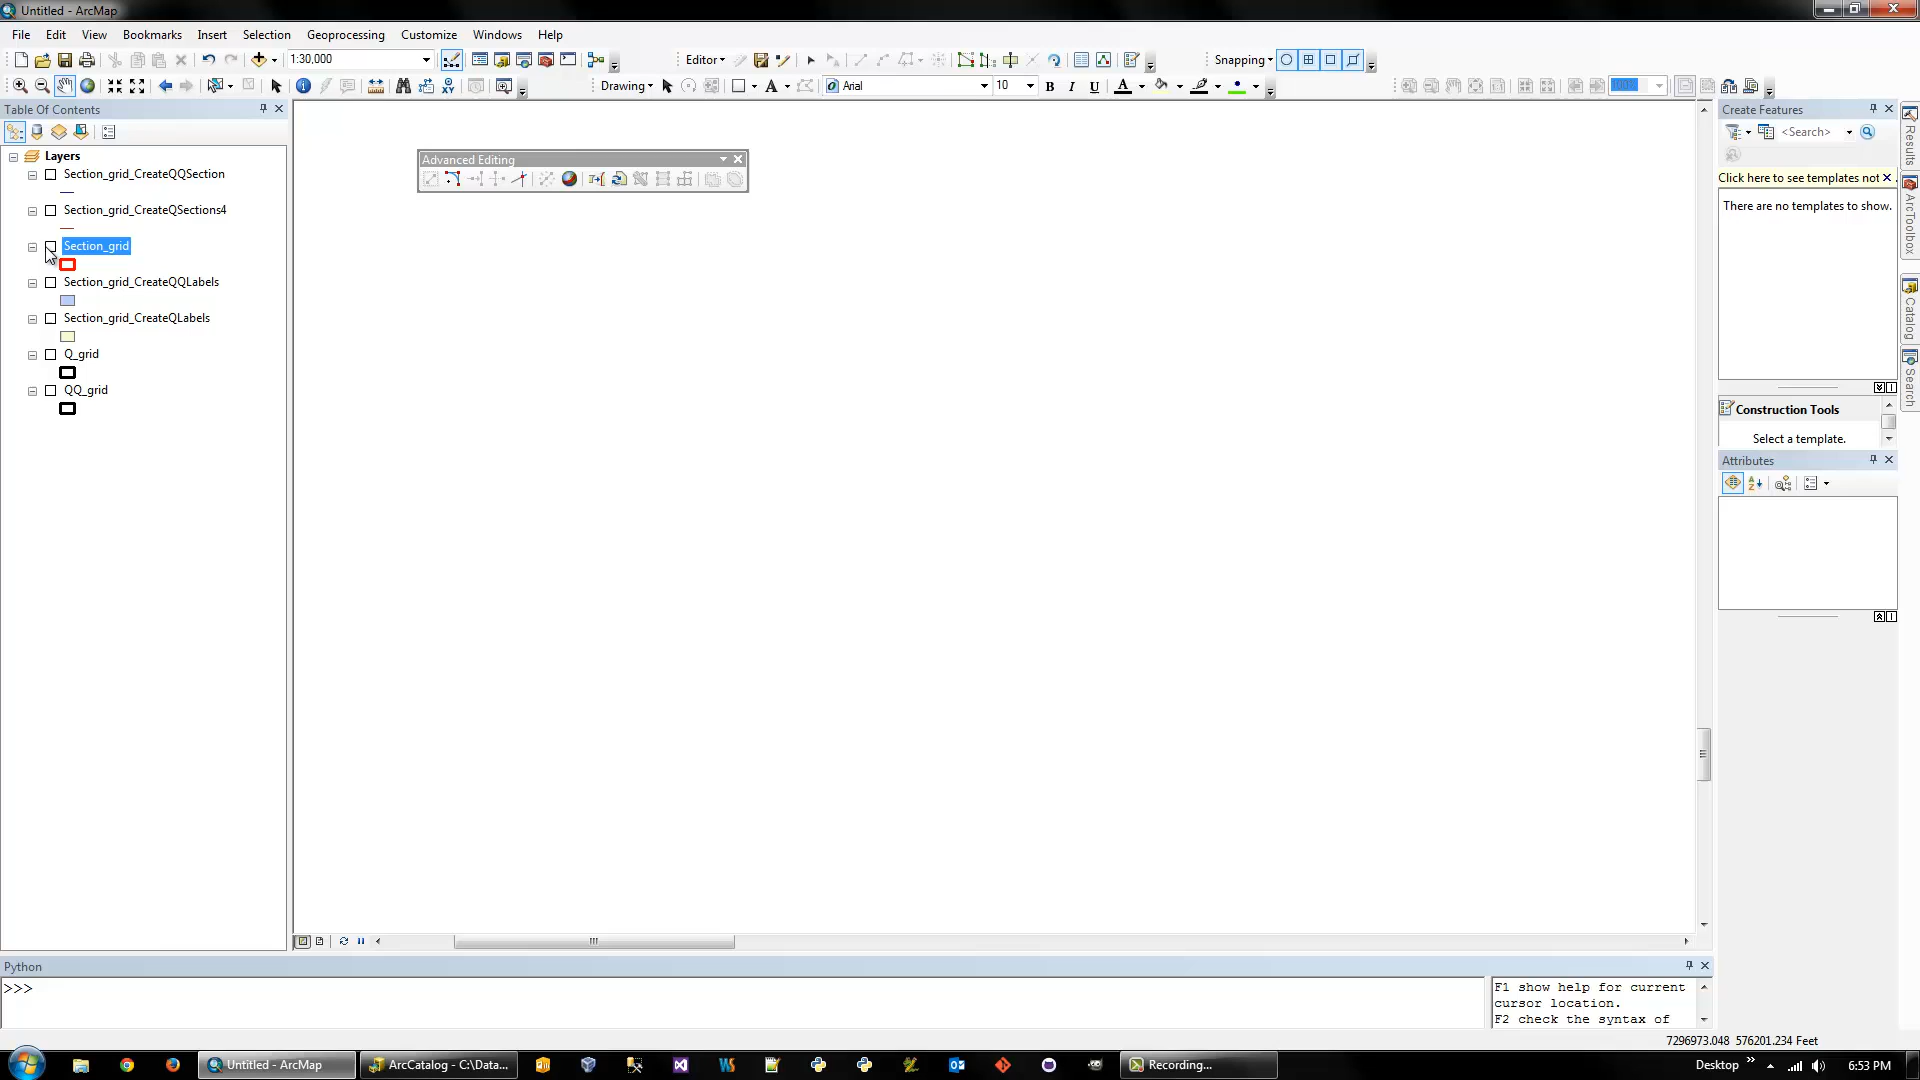 Untitled - ArcMap
File Edit View Bookmarks Insert Selection Geoprocessing Customize Windows Help
1:30,000 Editor Snapping
Drawing Arial 10 B I U A 100%
Table Of Contents
Layers
Section_grid_CreateQQSection
Section_grid_CreateQSections4
Section_grid
Section_grid_CreateQQLabels
Section_grid_CreateQLabels
Q_grid
QQ_grid
Advanced Editing
Create Features
<Search>
Click here to see templates not
There are no templates to show.
Construction Tools
Select a template.
Attributes
Results
ArcToolbox
Catalog
Search
Python
>>>
F1 show help for current
cursor location.
F2 check the syntax of
7296973.048 576201.234 Feet
Untitled - ArcMap
ArcCatalog - C:\Data...
Recording...
Desktop
6:53 PM